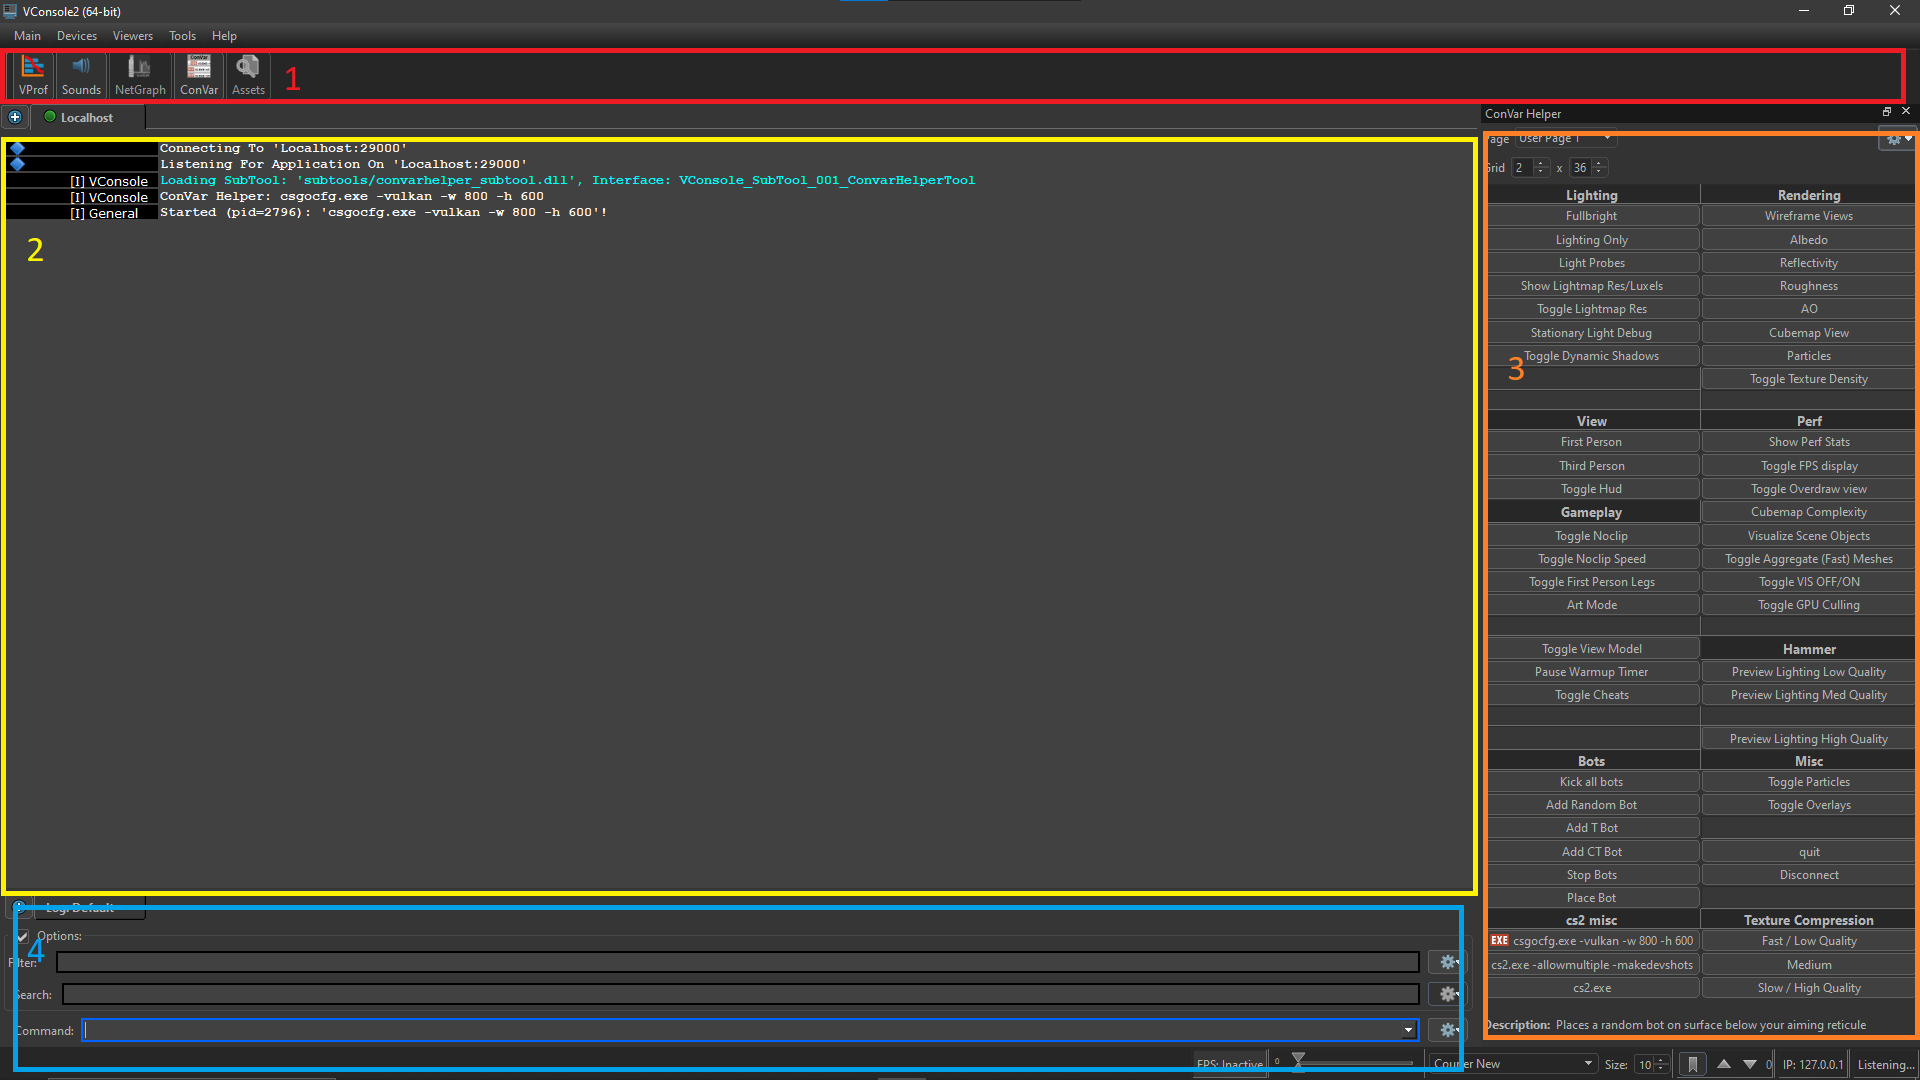 VConsole2 (64-bit)
Main Devices Viewers Tools Help
VProf Sounds NetGraph ConVar Assets 1
Localhost
Connecting To 'Localhost:29000'
Listening For Application On 'Localhost:29000'
[I] VConsole Loading SubTool: 'subtools/convarhelper_subtool.dll', Interface: VConsole_SubTool_001_ConvarHelperTool
[I] VConsole ConVar Helper: csgocfg.exe -vulkan -w 800 -h 600
[I] General Started (pid=2796): 'csgocfg.exe -vulkan -w 800 -h 600'!
2
ConVar Helper
Page User Page 1
Grid 2 x 36
Lighting Rendering
Fullbright Wireframe Views
Lighting Only Albedo
Light Probes Reflectivity
Show Lightmap Res/Luxels Roughness
Toggle Lightmap Res AO
Stationary Light Debug Cubemap View
Toggle Dynamic Shadows Particles
3
Toggle Texture Density
View Perf
First Person Show Perf Stats
Third Person Toggle FPS display
Toggle Hud Toggle Overdraw view
Gameplay Cubemap Complexity
Toggle Noclip Visualize Scene Objects
Toggle Noclip Speed Toggle Aggregate (Fast) Meshes
Toggle First Person Legs Toggle VIS OFF/ON
Art Mode Toggle GPU Culling
Toggle View Model Hammer
Pause Warmup Timer Preview Lighting Low Quality
Toggle Cheats Preview Lighting Med Quality
Preview Lighting High Quality
Bots Misc
Kick all bots Toggle Particles
Add Random Bot Toggle Overlays
Add T Bot
Add CT Bot quit
Stop Bots Disconnect
Place Bot
cs2 misc Texture Compression
EXE csgocfg.exe -vulkan -w 800 -h 600 Fast / Low Quality
cs2.exe -allowmultiple -makedevshots Medium
cs2.exe Slow / High Quality
Description: Places a random bot on surface below your aiming reticule
Log: Default
Options:
4
Filter:
Search:
Command:
FPS: Inactive 0 Courier New Size: 10 0 IP: 127.0.0.1 Listening...